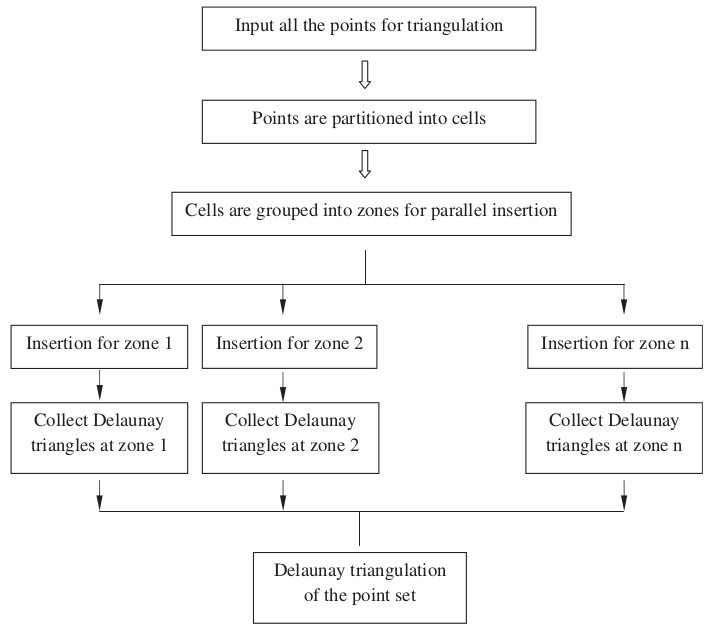 Input all the points for triangulation
Points are partitioned into cells
Cells are grouped into zones for parallel insertion
Insertion for zone 1
Insertion for zone 2
Insertion for zone n
Collect Delaunay
triangles at zone 1
Collect Delaunay
triangles at zone 2
Collect Delaunay
triangles at zone n
Delaunay triangulation
of the point set